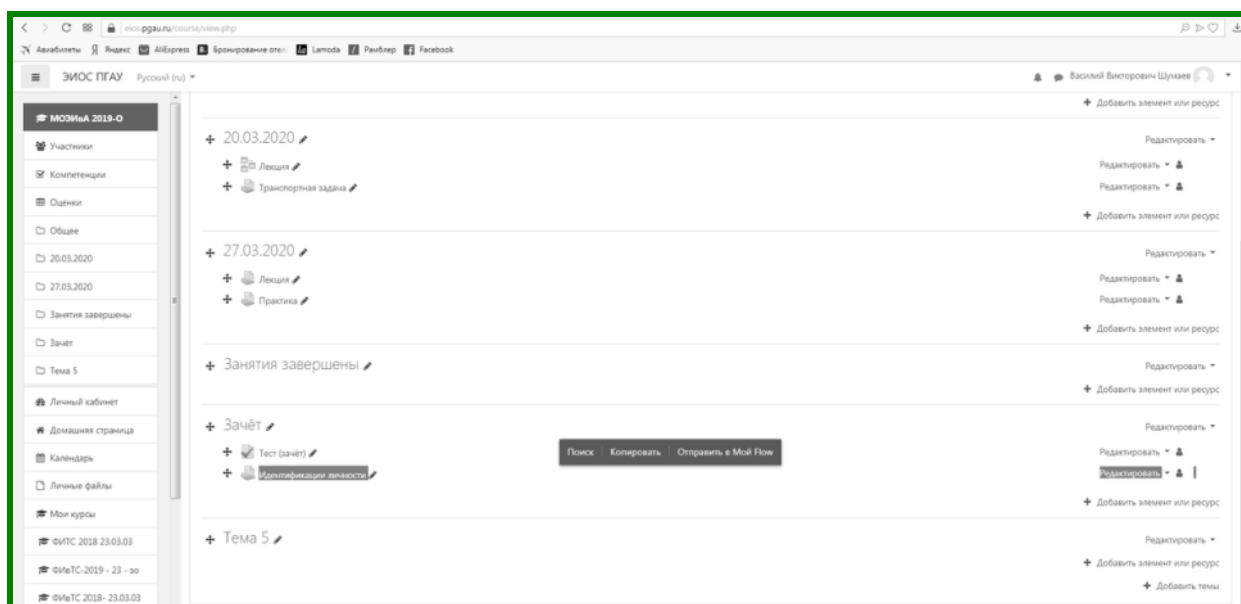 eios.pgau.ru/course/view.php
Авиабилеты Яндекс AliExpress Бронирование отел Lamoda Рамблер Facebook
ЭИОС ПГАУ Русский (ru) Василий Викторович Шумаев
Добавить элемент или ресурс
МОЭИвА 2019-О
20.03.2020 Редактировать
Участники
Лекция Редактировать
Компетенции
Транспортная задача Редактировать
Оценки
Добавить элемент или ресурс
Общее
27.03.2020 Редактировать
20.03.2020
Лекция Редактировать
27.03.2020
Практика Редактировать
Занятия завершены
Добавить элемент или ресурс
Зачёт
Занятия завершены Редактировать
Тема 5
Добавить элемент или ресурс
Личный кабинет
Зачёт Редактировать
Домашняя страница
Тест (зачёт) Поиск Копировать Отправить в Мой Flow Редактировать
Календарь
Идентификации личности Редактировать
Личные файлы
Добавить элемент или ресурс
Мои курсы
Тема 5 Редактировать
ФИТС 2018 23.03.03
Добавить элемент или ресурс
ФИвТС-2019 - 23 - зо
Добавить темы
ФИвТС 2018- 23.03.03